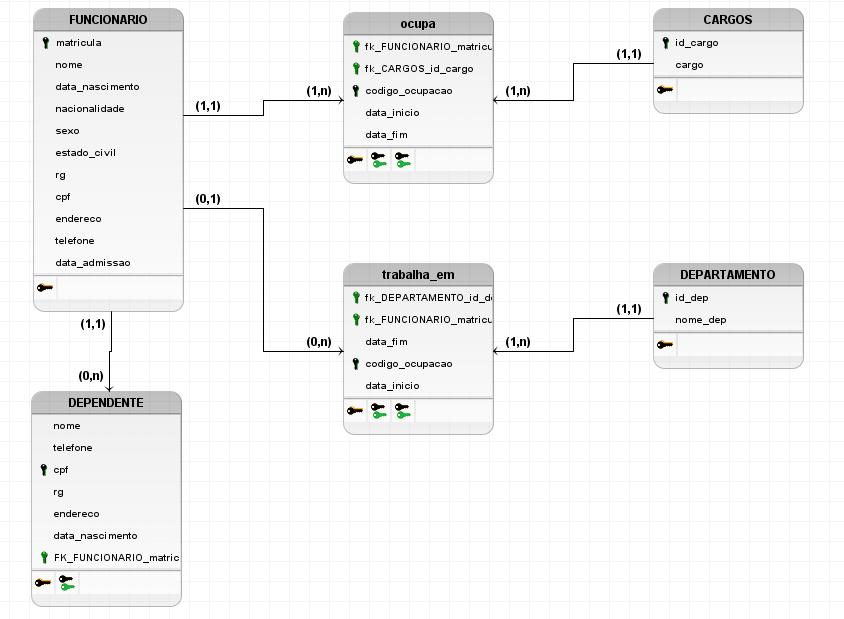 FUNCIONARIO
matricula
nome
data_nascimento
nacionalidade
sexo
estado_civil
rg
cpf
endereco
telefone
data_admissao
(1,1)
(1,n)
ocupa
fk_FUNCIONARIO_matricu
fk_CARGOS_id_cargo
codigo_ocupacao
data_inicio
data_fim
(1,n)
(1,1)
CARGOS
id_cargo
cargo
(0,1)
(0,n)
trabalha_em
fk_DEPARTAMENTO_id_d
fk_FUNCIONARIO_matricu
data_fim
codigo_ocupacao
data_inicio
(1,n)
(1,1)
DEPARTAMENTO
id_dep
nome_dep
(1,1)
(0,n)
DEPENDENTE
nome
telefone
cpf
rg
endereco
data_nascimento
FK_FUNCIONARIO_matric